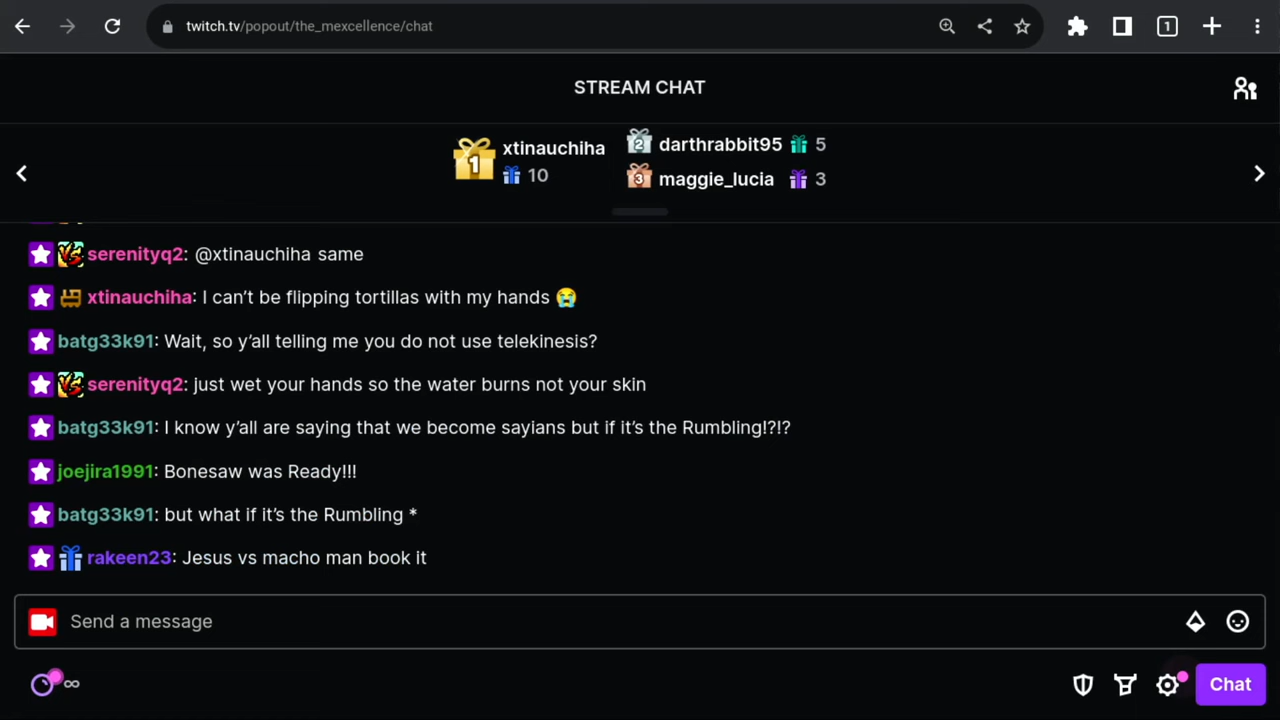 twitch.tv/popout/the_mexcellence/chat
1
STREAM CHAT
1 xtinauchiha
10
2 darthrabbit95 5
3 maggie_lucia 3
serenityq2: @xtinauchiha same
xtinauchiha: I can't be flipping tortillas with my hands 😭
batg33k91: Wait, so y'all telling me you do not use telekinesis?
serenityq2: just wet your hands so the water burns not your skin
batg33k91: I know y'all are saying that we become sayians but if it's the Rumbling!?!?
joejira1991: Bonesaw was Ready!!!
batg33k91: but what if it's the Rumbling *
rakeen23: Jesus vs macho man book it
Send a message
∞
Chat